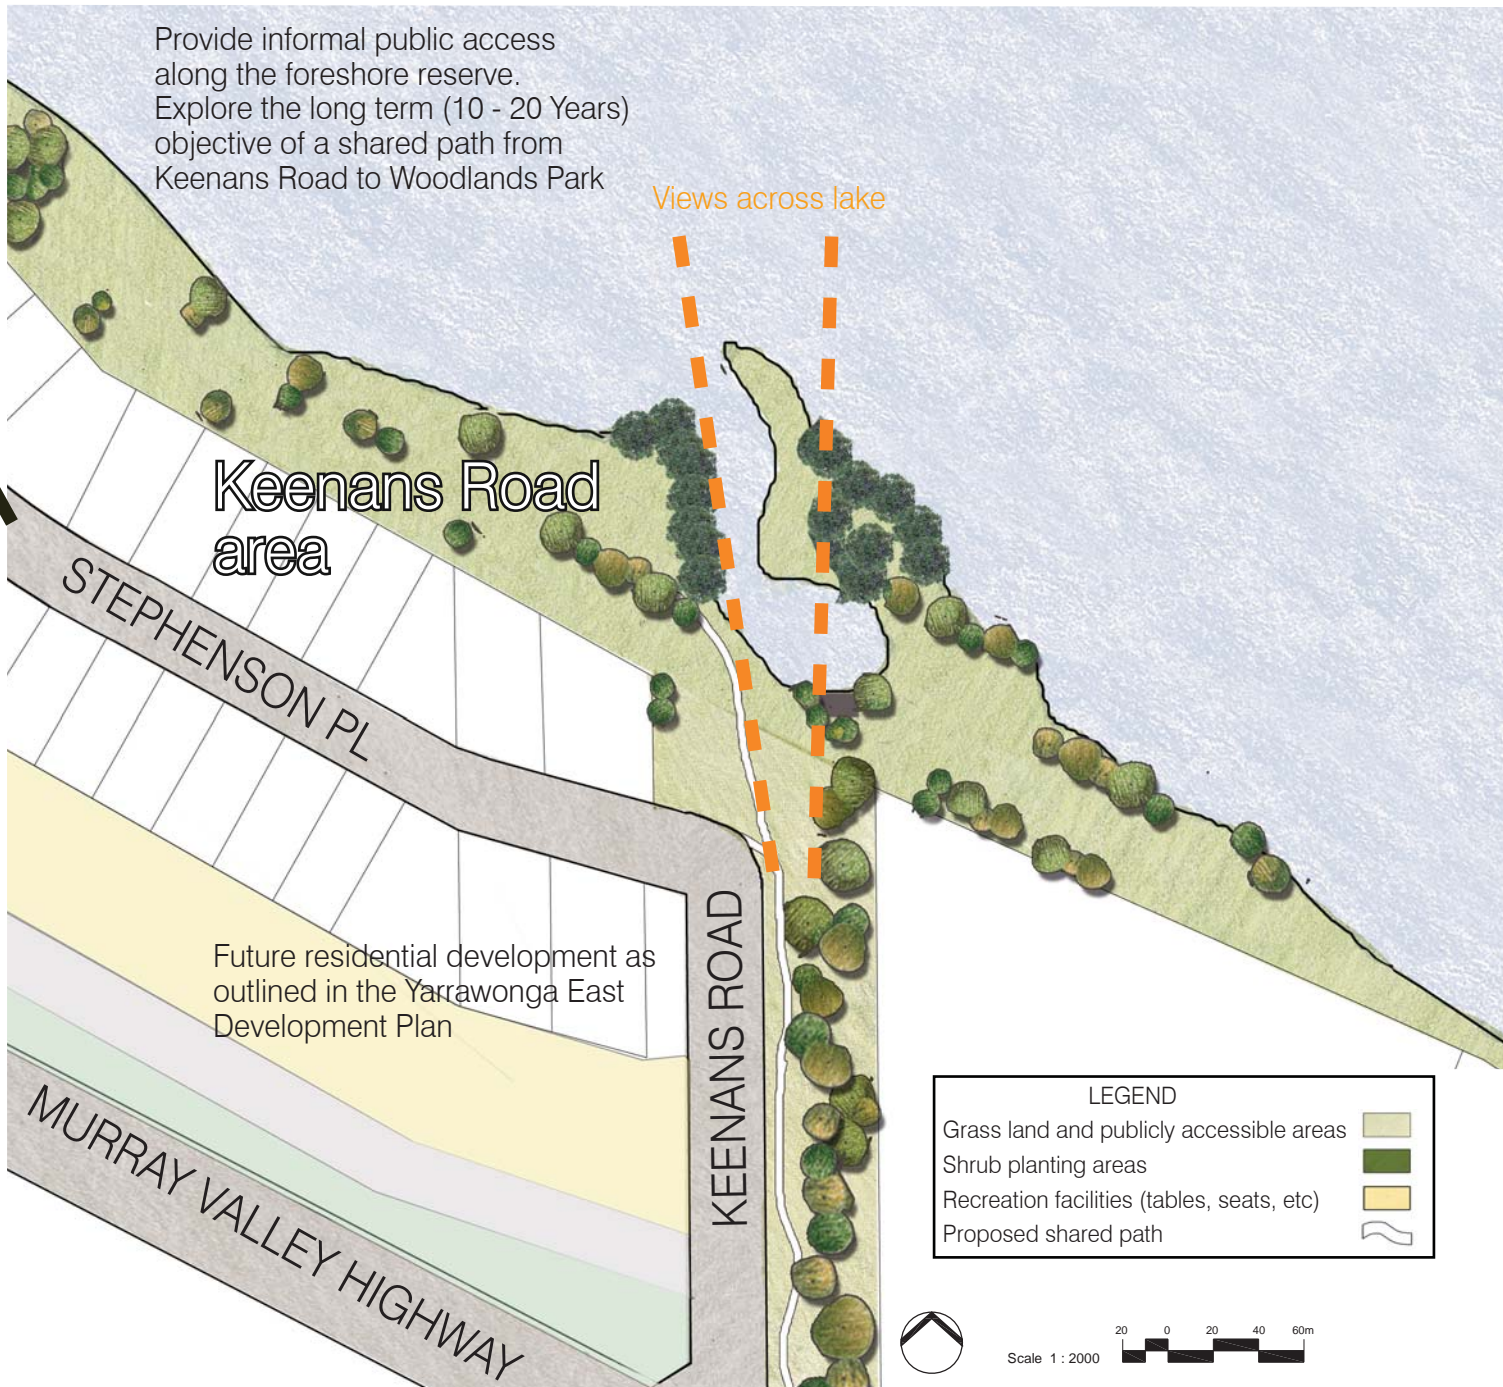 Provide informal public access
along the foreshore reserve.
Explore the long term (10 - 20 Years)
objective of a shared path from
Keenans Road to Woodlands Park
Views across lake
Keenans Road
area
STEPHENSON PL
Future residential development as
outlined in the Yarrawonga East
Development Plan
KEENANS ROAD
MURRAY VALLEY HIGHWAY
LEGEND
Grass land and publicly accessible areas
Shrub planting areas
Recreation facilities (tables, seats, etc)
Proposed shared path
Scale 1 : 2000
20 0 20 40 60m